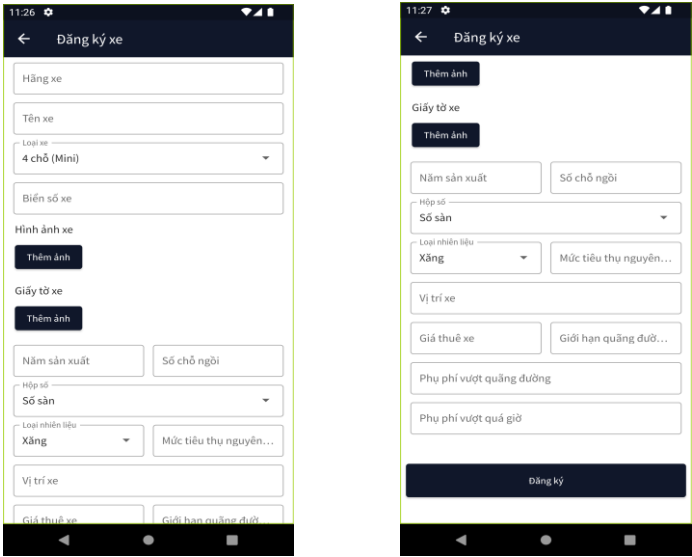 11:26
Đăng ký xe
Hãng xe
Tên xe
Loại xe
4 chỗ (Mini)
Biển số xe
Hình ảnh xe
Thêm ảnh
Giấy tờ xe
Thêm ảnh
Năm sản xuất
Số chỗ ngồi
Hộp số
Số sàn
Loại nhiên liệu
Xăng
Mức tiêu thụ nguyên...
Vị trí xe
Giá thuê xe
Giới hạn quãng đườ...
11:27
Đăng ký xe
Thêm ảnh
Giấy tờ xe
Thêm ảnh
Năm sản xuất
Số chỗ ngồi
Hộp số
Số sàn
Loại nhiên liệu
Xăng
Mức tiêu thụ nguyên...
Vị trí xe
Giá thuê xe
Giới hạn quãng đườ...
Phụ phí vượt quãng đường
Phụ phí vượt quá giờ
Đăng ký